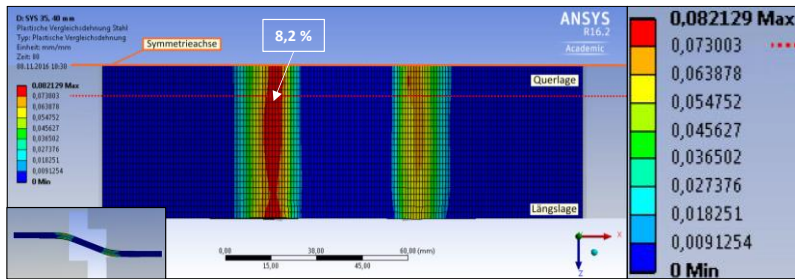 D: SYS 35. 40 mm
Plastische Vergleichsdehnung Stahl
Typ: Plastische Vergleichsdehnung
Einheit: mm/mm
Zeit: 80
08.11.2016 10:30
0,082129 Max
0,073003
0,063878
0,054752
0,045627
0,036502
0,027376
0,018251
0,0091254
0 Min
Symmetrieachse
8,2 %
ANSYS
R16.2
Academic
Querlage
Längslage
0,00
30,00
60,00 (mm)
15,00
45,00
X
Z
0,082129 Max
0,073003
0,063878
0,054752
0,045627
0,036502
0,027376
0,018251
0,0091254
0 Min